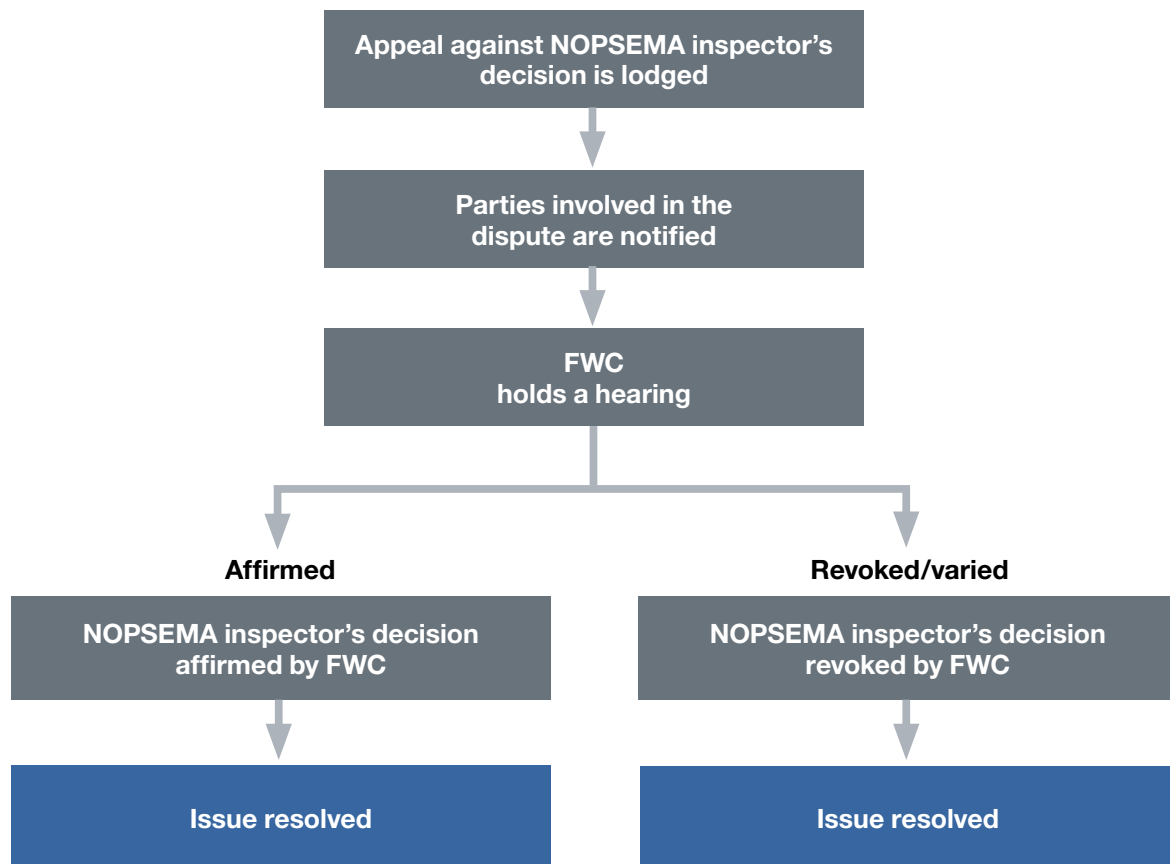 Appeal against NOPSEMA inspector’s
decision is lodged
Parties involved in the
dispute are notified
FWC
holds a hearing
Affirmed
NOPSEMA inspector’s decision
affirmed by FWC
Issue resolved
Revoked/varied
NOPSEMA inspector’s decision
revoked by FWC
Issue resolved